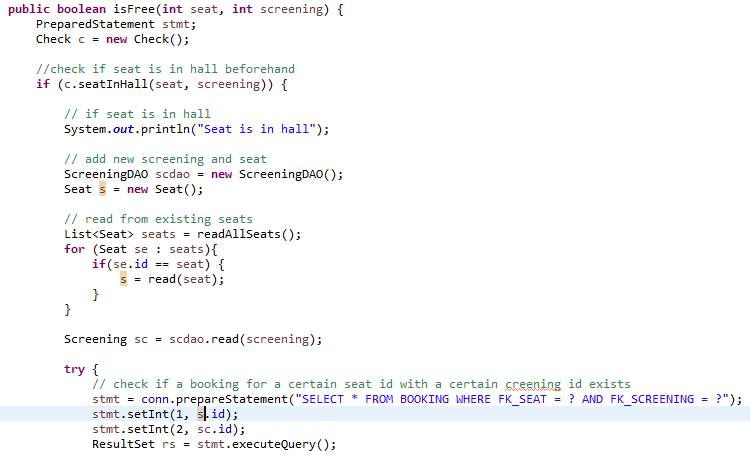 public boolean isFree(int seat, int screening) {
PreparedStatement stmt;
Check c = new Check();
//check if seat is in hall beforehand
if (c.seatInHall(seat, screening)) {
// if seat is in hall
System.out.println("Seat is in hall");
// add new screening and seat
ScreeningDAO scdao = new ScreeningDAO();
Seat s = new Seat();
// read from existing seats
List<Seat> seats = readAllSeats();
for (Seat se : seats){
if(se.id == seat) {
s = read(seat);
}
}
Screening sc = scdao.read(screening);
try {
// check if a booking for a certain seat id with a certain creening id exists
stmt = conn.prepareStatement("SELECT * FROM BOOKING WHERE FK_SEAT = ? AND FK_SCREENING = ?");
stmt.setInt(1, s.id);
stmt.setInt(2, sc.id);
ResultSet rs = stmt.executeQuery();